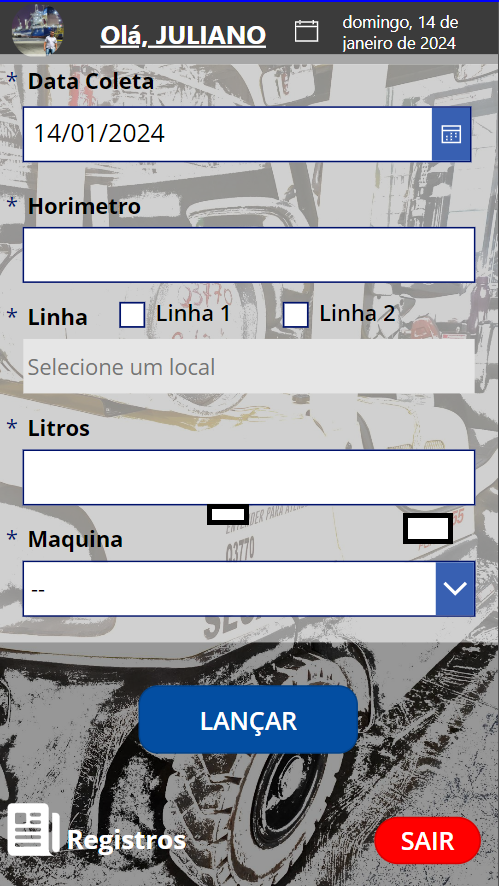 Olá, JULIANO
domingo, 14 de
janeiro de 2024
* Data Coleta
14/01/2024
* Horimetro
* Linha
Linha 1
Linha 2
Selecione um local
* Litros
* Maquina
--
93770
LANÇAR
Registros
SAIR